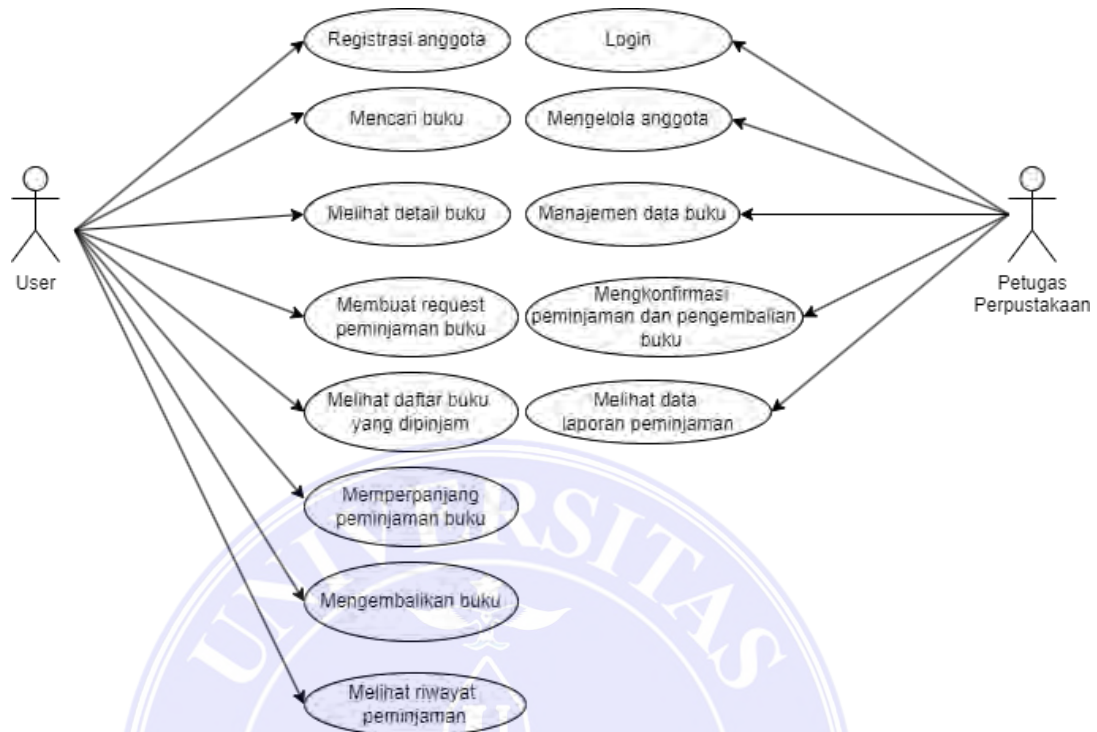 Registrasi anggota
Login
Mencari buku
Mengelola anggota
Melihat detail buku
Manajemen data buku
User
Petugas
Perpustakaan
Membuat request
peminjaman buku
Mengkonfirmasi
peminjaman dan pengembalian
buku
Melihat daftar buku
yang dipinjam
Melihat data
laporan peminjaman
Memperpanjang
peminjaman buku
Mengembalikan buku
Melihat riwayat
peminjaman
UNIVERSITAS